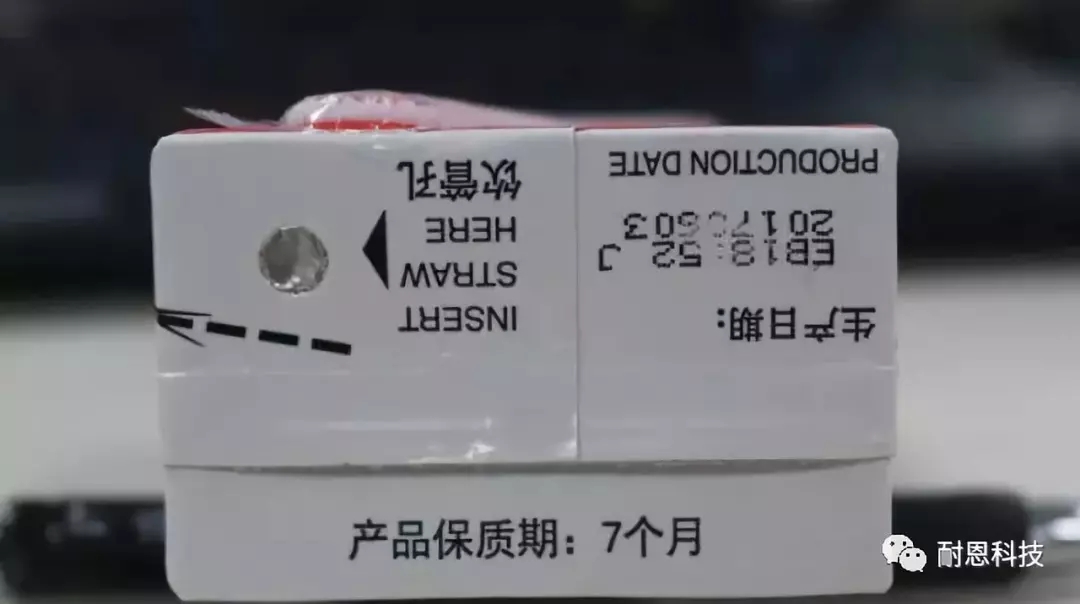 生产日期:
EB18:52 J
20170603
PRODUCTION DATE
INSERT
STRAW
HERE
饮管孔
产品保质期：7个月
耐恩科技